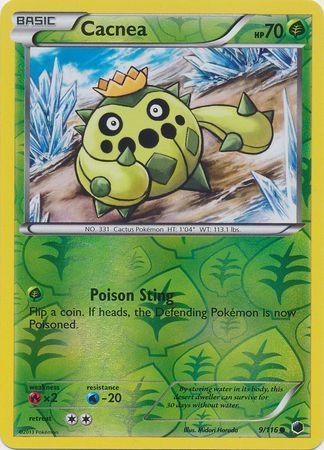 BASIC
Cacnea
HP 70
NO. 331 Cactus Pokémon HT: 1'04" WT: 113.1 lbs.
Poison Sting
Flip a coin. If heads, the Defending Pokémon is now
Poisoned.
weakness
×2
resistance
-20
retreat
By storing water in its body, this
desert dweller can survive for
30 days without water.
Illus. Midori Harada
9/116
©2013 Pokémon